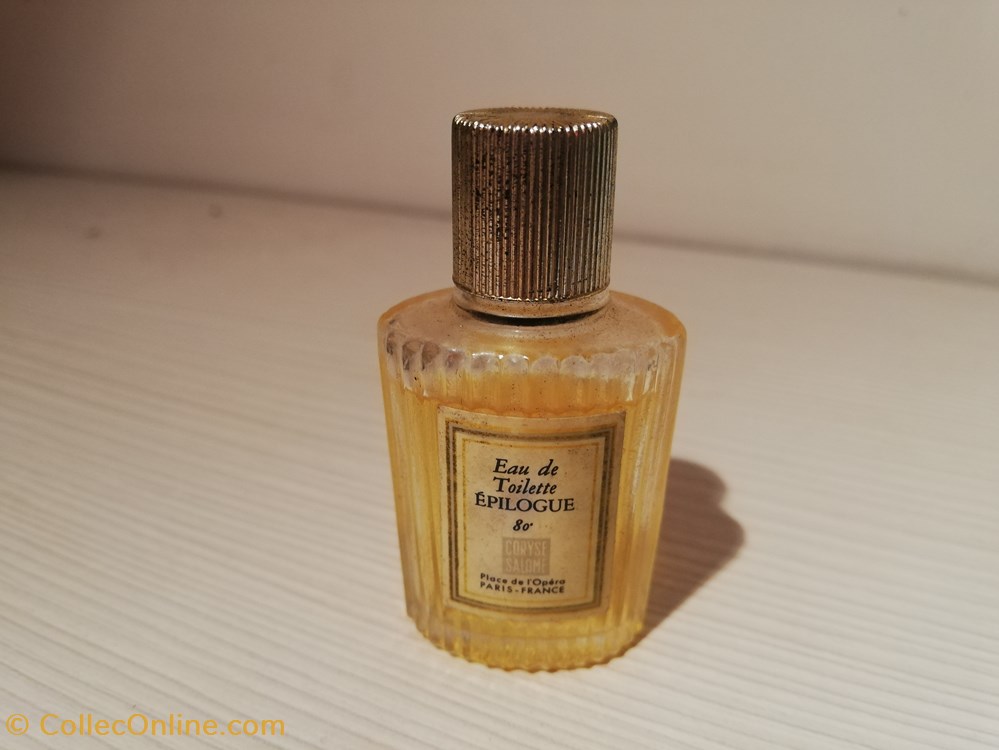 Eau de
Toilette
ÉPILOGUE
80°
CORYSE
SALOMÉ
Place de l'Opéra
PARIS-FRANCE
© CollecOnline.com